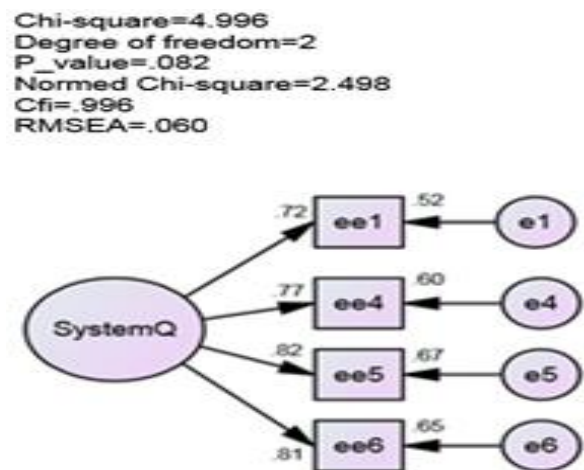 Chi-square=4.996
Degree of freedom=2
P_value=.082
Normed Chi-square=2.498
Cfi=.996
RMSEA=.060
.72 ee1 .52 e1
.77 ee4 .60 e4
SystemQ
.82 ee5 .67 e5
.81 ee6 .65 e6